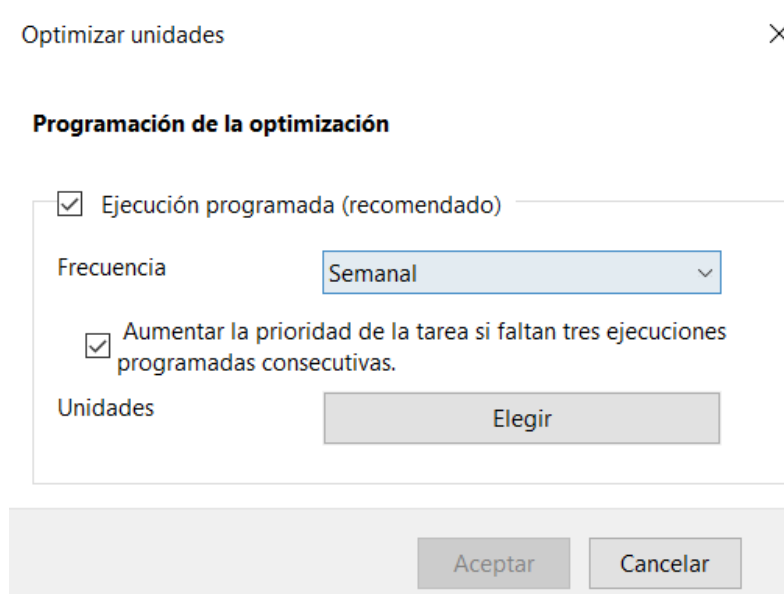 Optimizar unidades
Programación de la optimización
Ejecución programada (recomendado)
Frecuencia
Semanal
Aumentar la prioridad de la tarea si faltan tres ejecuciones
programadas consecutivas.
Unidades
Elegir
Aceptar
Cancelar